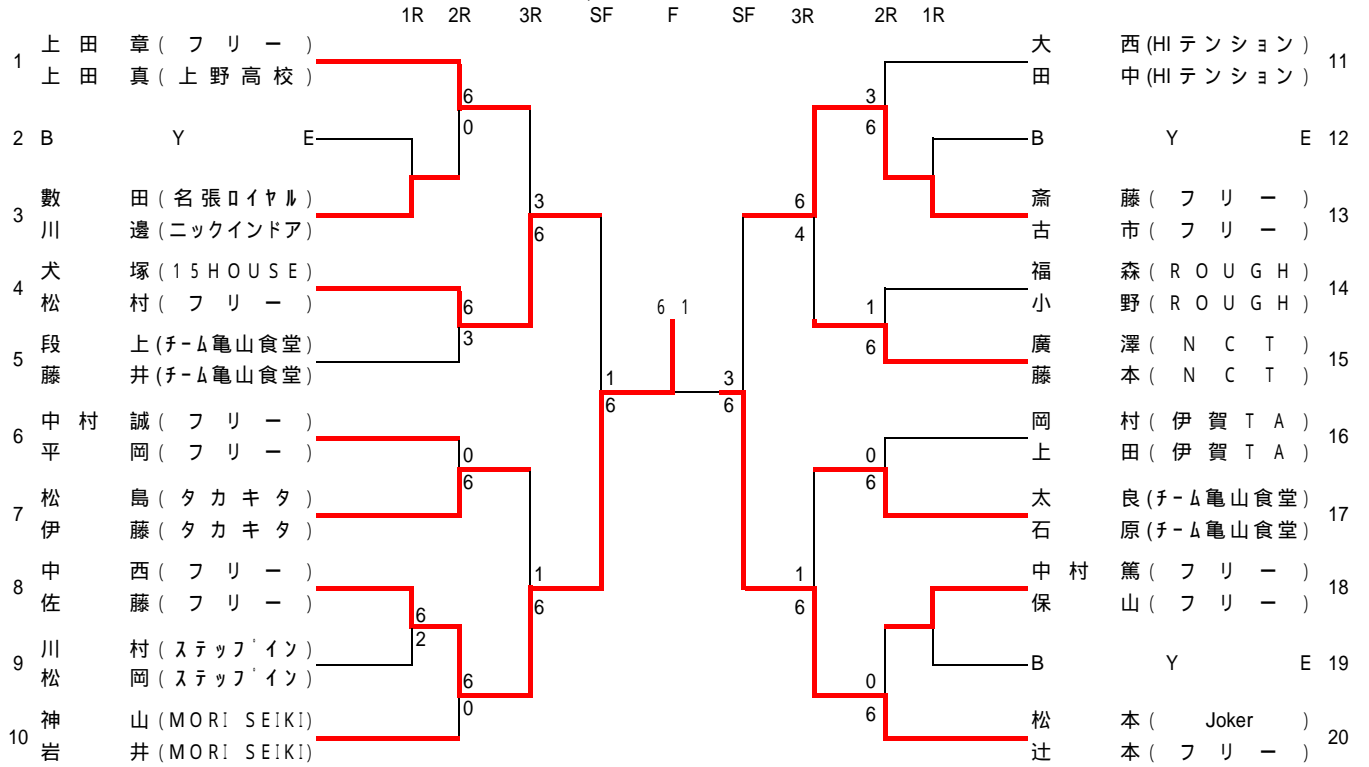 1R 2R 3R SF F SF 3R 2R 1R
1 上田 章(フリー)
上田 真(上野高校)
6
0
2 B Y E
3 數田(名張ロイヤル)
川邊(ニックインドア)
3
6
4 犬塚(15HOUSE)
松村(フリー)
6
3
5 段上(チーム亀山食堂)
藤井(チーム亀山食堂)
1
6
6 中村 誠(フリー)
平岡(フリー)
0
6
7 松島(タカキタ)
伊藤(タカキタ)
1
6
8 中西(フリー)
佐藤(フリー)
6
2
9 川村(ステップイン)
松岡(ステップイン)
6
0
10 神山(MORI SEIKI)
岩井(MORI SEIKI)
6 1
大西(HIテンション) 11
田中(HIテンション)
3
6
B Y E 12
斎藤(フリー) 13
古市(フリー)
6
4
福森(ROUGH) 14
小野(ROUGH)
1
6
廣澤(NCT) 15
藤本(NCT)
3
6
岡村(伊賀TA) 16
上田(伊賀TA)
0
6
太良(チーム亀山食堂) 17
石原(チーム亀山食堂)
1
6
中村 篤(フリー) 18
保山(フリー)
B Y E 19
0
6
松本(Joker) 20
辻本(フリー)